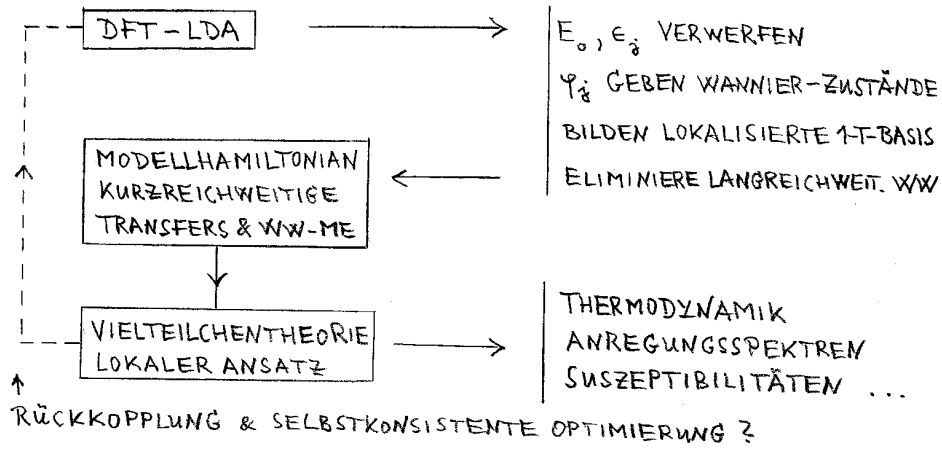 DFT-LDA
E₀, ϵⱼ VERWERFEN
φⱼ GEBEN WANNIER-ZUSTÄNDE
BILDEN LOKALISIERTE 1-T-BASIS
ELIMINIERE LANGREICHWEIT. WW
MODELLHAMILTONIAN
KURZREICHWEITIGE
TRANSFERS & WW-ME
VIELTEILCHENTHEORIE
LOKALER ANSATZ
THERMODYNAMIK
ANREGUNGSSPEKTREN
SUSZEPTIBILITÄTEN ...
RÜCKKOPPLUNG & SELBSTKONSISTENTE OPTIMIERUNG ?